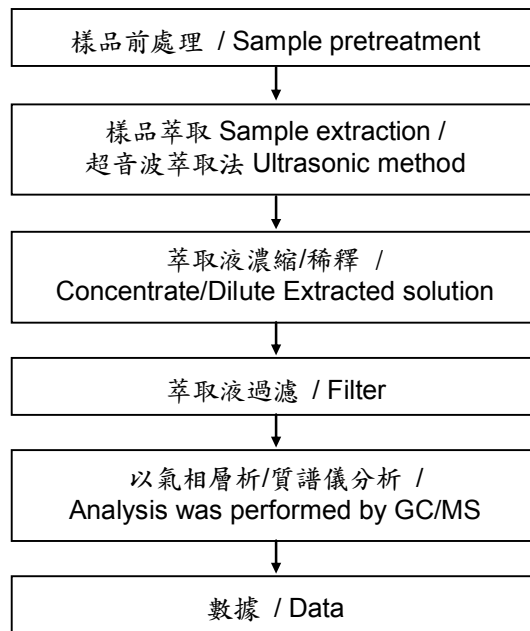 樣品前處理 / Sample pretreatment
樣品萃取 Sample extraction /
超音波萃取法 Ultrasonic method
萃取液濃縮/稀釋 /
Concentrate/Dilute Extracted solution
萃取液過濾 / Filter
以氣相層析/質譜儀分析 /
Analysis was performed by GC/MS
數據 / Data